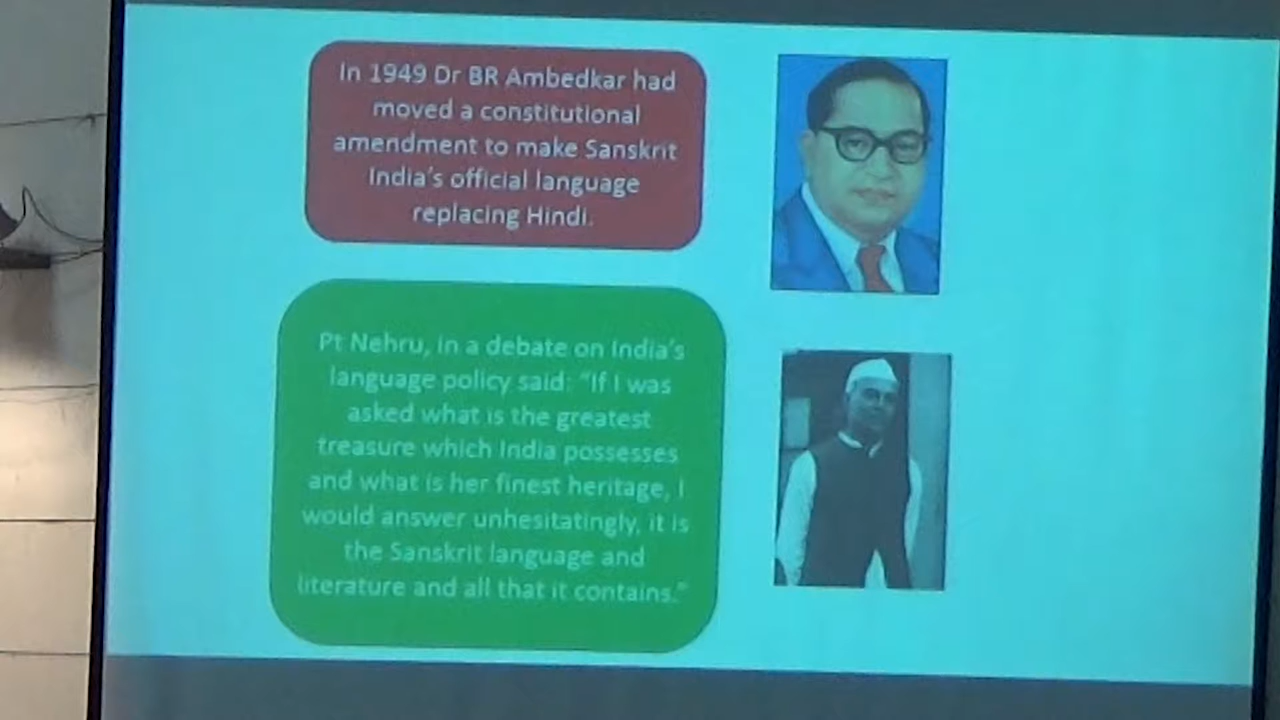 In 1949 Dr BR Ambedkar had
moved a constitutional
amendment to make Sanskrit
India's official language
replacing Hindi.
Pt Nehru, in a debate on India's
language policy said: "If I was
asked what is the greatest
treasure which India possesses
and what is her finest heritage, I
would answer unhesitatingly, it is
the Sanskrit language and
literature and all that it contains."